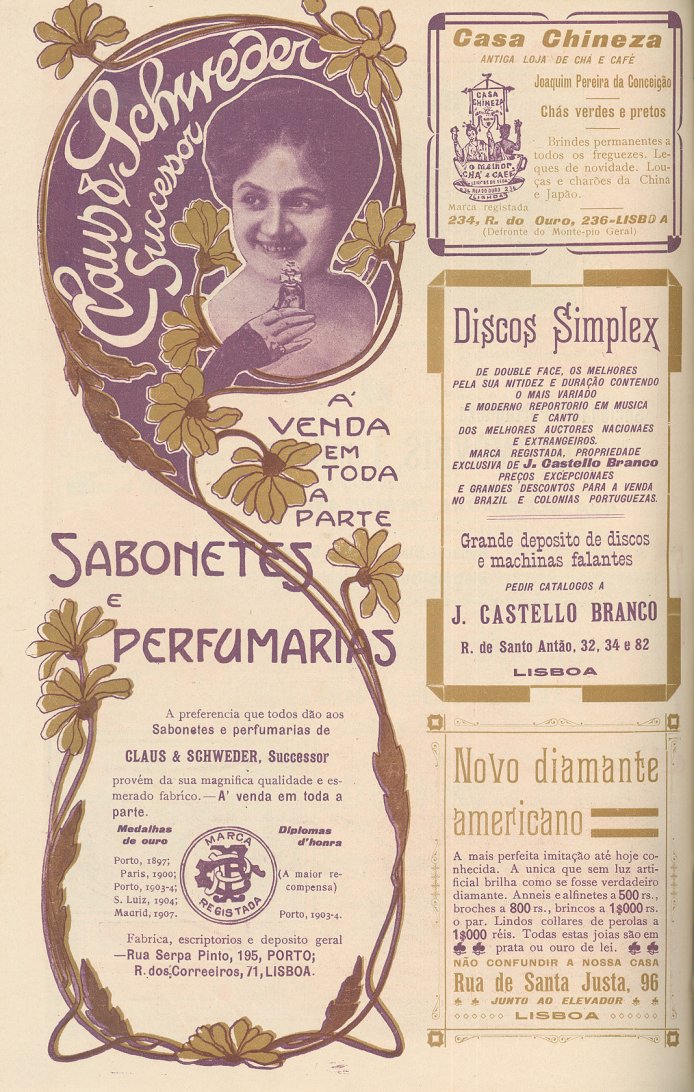 Claus & Schweder
Successor
A'
VENDA
EM
TODA
A
PARTE
SABONETES
E
PERFUMARIAS
A preferencia que todos dão aos
Sabonetes e perfumarias de
CLAUS & SCHWEDER, Successor
provém da sua magnifica qualidade e es-
merado fabrico.—A' venda em toda a
parte.
Medalhas
de ouro
Porto, 1897;
Paris, 1900;
Porto, 1903-4;
S. Luiz, 1904;
Madrid, 1907.
MARCA
REGISTADA
Diplomas
d'honra
(A maior re-
compensa)
Porto, 1903-4.
Fabrica, escriptorios e deposito geral
—Rua Serpa Pinto, 195, PORTO;
R. dos Correeiros, 71, LISBOA.
Casa Chineza
ANTIGA LOJA DE CHÁ E CAFÉ
Joaquim Pereira da Conceição
Chás verdes e pretos
Brindes permanentes a
todos os freguezes. Le-
ques de novidade. Lou-
ças e charões da China
e Japão.
CASA
CHINEZA
O MELHOR
CHÁ & CAFÉ
LISBOA
Marca registada
234, R. do Ouro, 236-LISBOA
(Defronte do Monte-pio Geral)
Discos Simplex
DE DOUBLE FACE, OS MELHORES
PELA SUA NITIDEZ E DURAÇÃO CONTENDO
O MAIS VARIADO
E MODERNO REPORTORIO EM MUSICA
E CANTO
DOS MELHORES AUCTORES NACIONAES
E EXTRANGEIROS.
MARCA REGISTADA, PROPRIEDADE
EXCLUSIVA DE J. Castello Branco
PREÇOS EXCEPCIONAES
E GRANDES DESCONTOS PARA A VENDA
NO BRAZIL E COLONIAS PORTUGUEZAS.
Grande deposito de discos
e machinas falantes
PEDIR CATALOGOS A
J. CASTELLO BRANCO
R. de Santo Antão, 32, 34 e 82
LISBOA
Novo diamante
americano
A mais perfeita imitação até hoje co-
nhecida. A unica que sem luz arti-
ficial brilha como se fosse verdadeiro
diamante. Anneis e alfinetes a 500 rs.,
broches a 800 rs., brincos a 1$000 rs.
o par. Lindos collares de perolas a
1$000 réis. Todas estas joias são em
prata ou ouro de lei.
NÃO CONFUNDIR A NOSSA CASA
Rua de Santa Justa, 96
JUNTO AO ELEVADOR
LISBOA